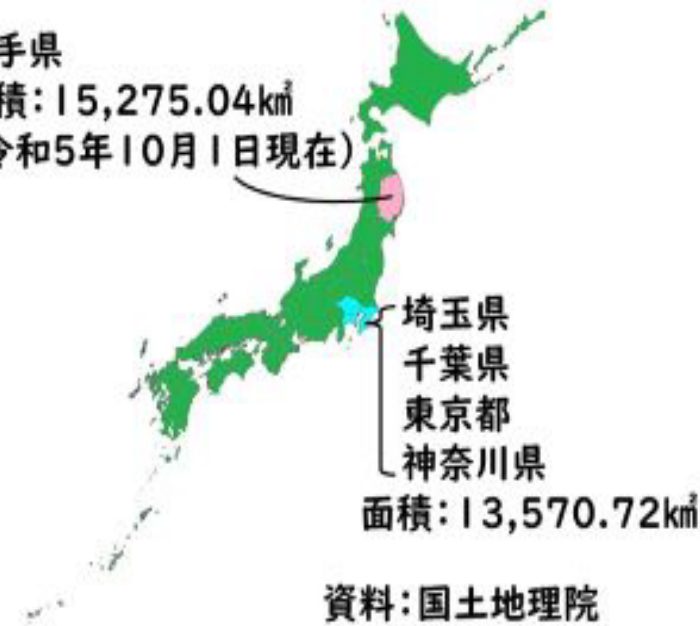 手県
積:15,275.04㎢
令和5年10月1日現在)
埼玉県
千葉県
東京都
神奈川県
面積:13,570.72㎢
資料:国土地理院